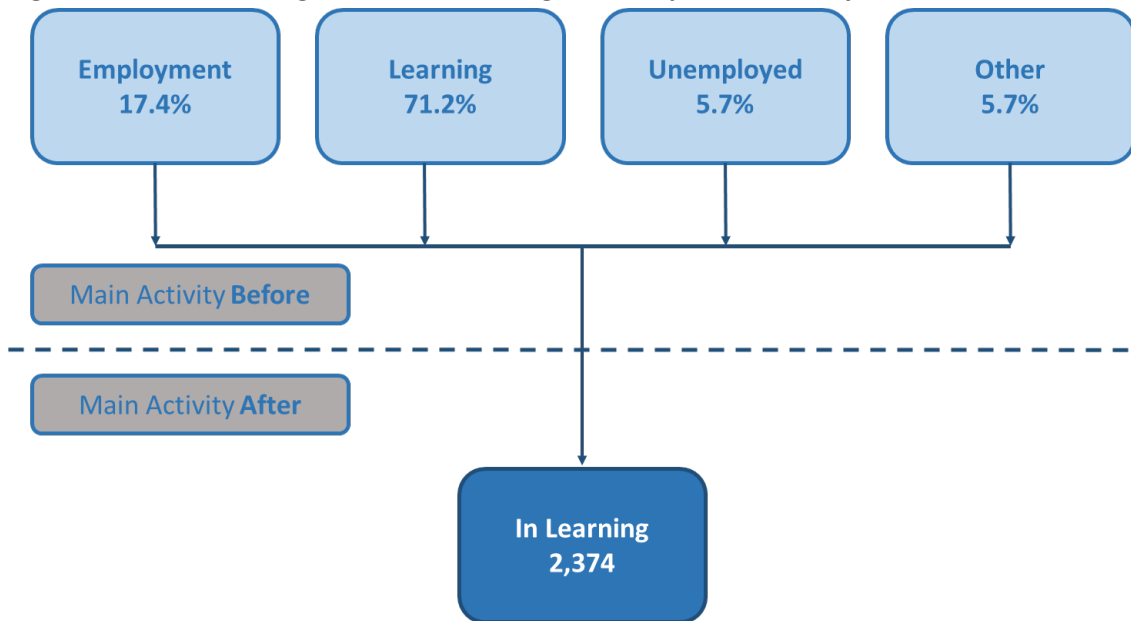 Employment
17.4%
Learning
71.2%
Unemployed
5.7%
Other
5.7%
Main Activity Before
Main Activity After
In Learning
2,374